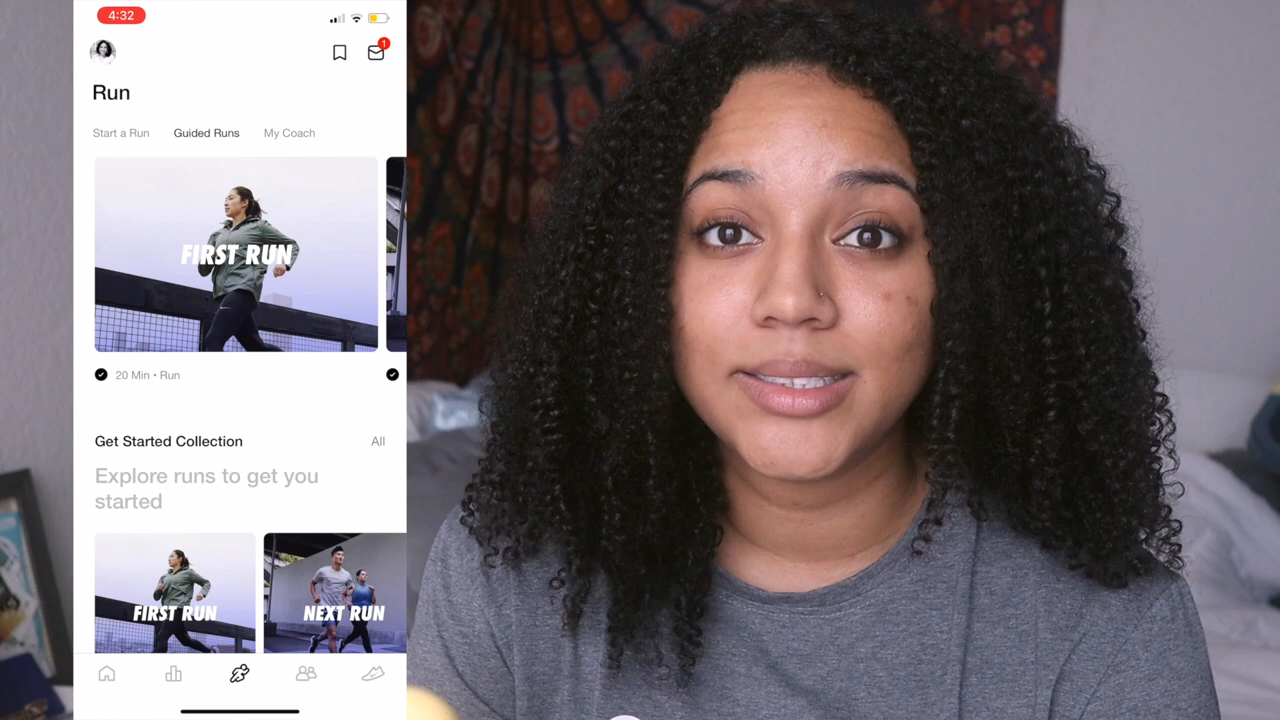 4:32
1
Run
Start a Run Guided Runs My Coach
FIRST RUN
20 Min • Run
Get Started Collection All
Explore runs to get you
started
FIRST RUN NEXT RUN